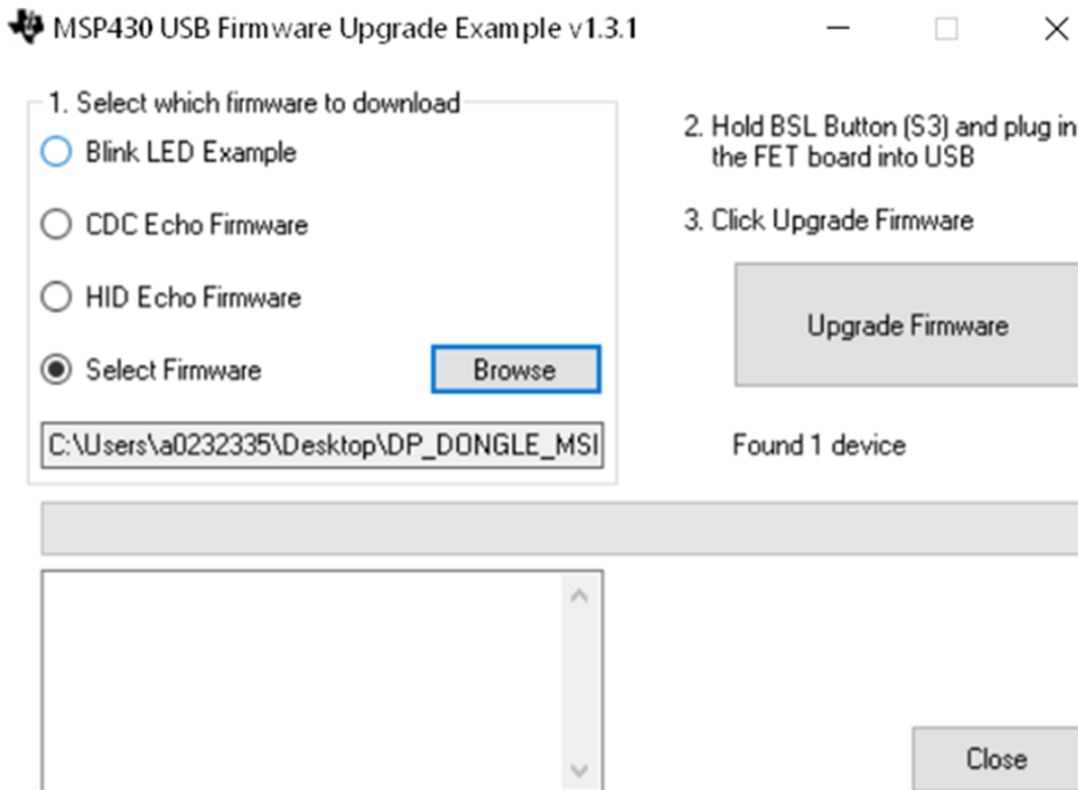 MSP430 USB Firmware Upgrade Example v1.3.1
1. Select which firmware to download
Blink LED Example
CDC Echo Firmware
HID Echo Firmware
Select Firmware
Browse
C:\Users\a0232335\Desktop\DP_DONGLE_MSI
2. Hold BSL Button (S3) and plug in
the FET board into USB
3. Click Upgrade Firmware
Upgrade Firmware
Found 1 device
Close